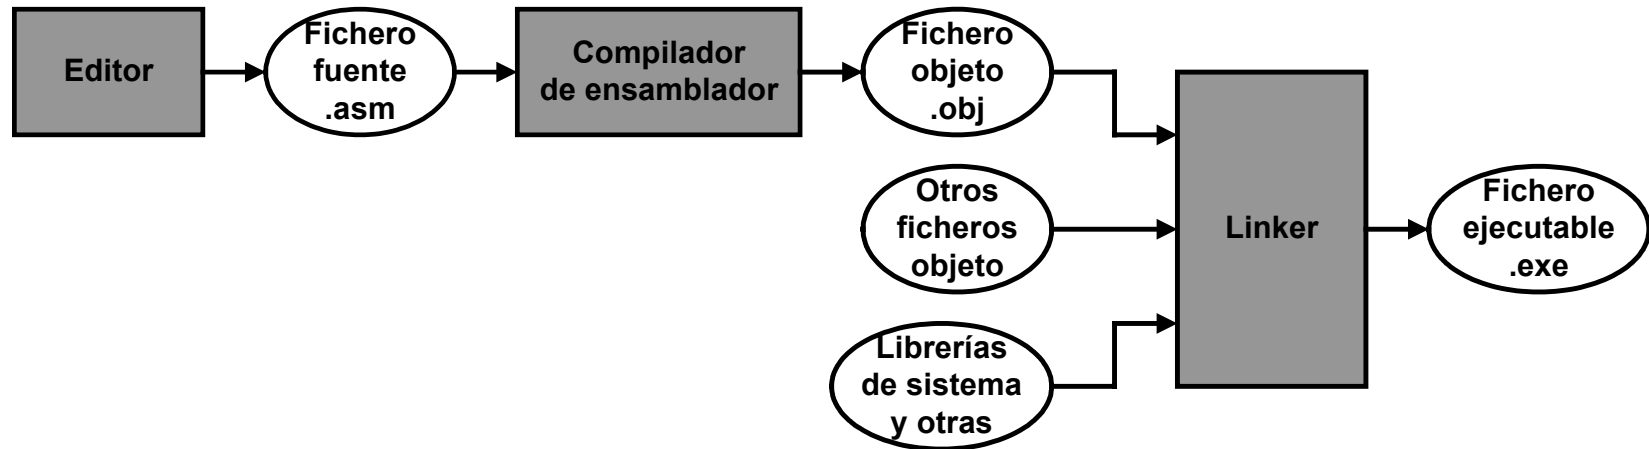 Editor
Fichero
fuente
.asm
Compilador
de ensamblador
Fichero
objeto
.obj
Otros
ficheros
objeto
Librerías
de sistema
y otras
Linker
Fichero
ejecutable
.exe